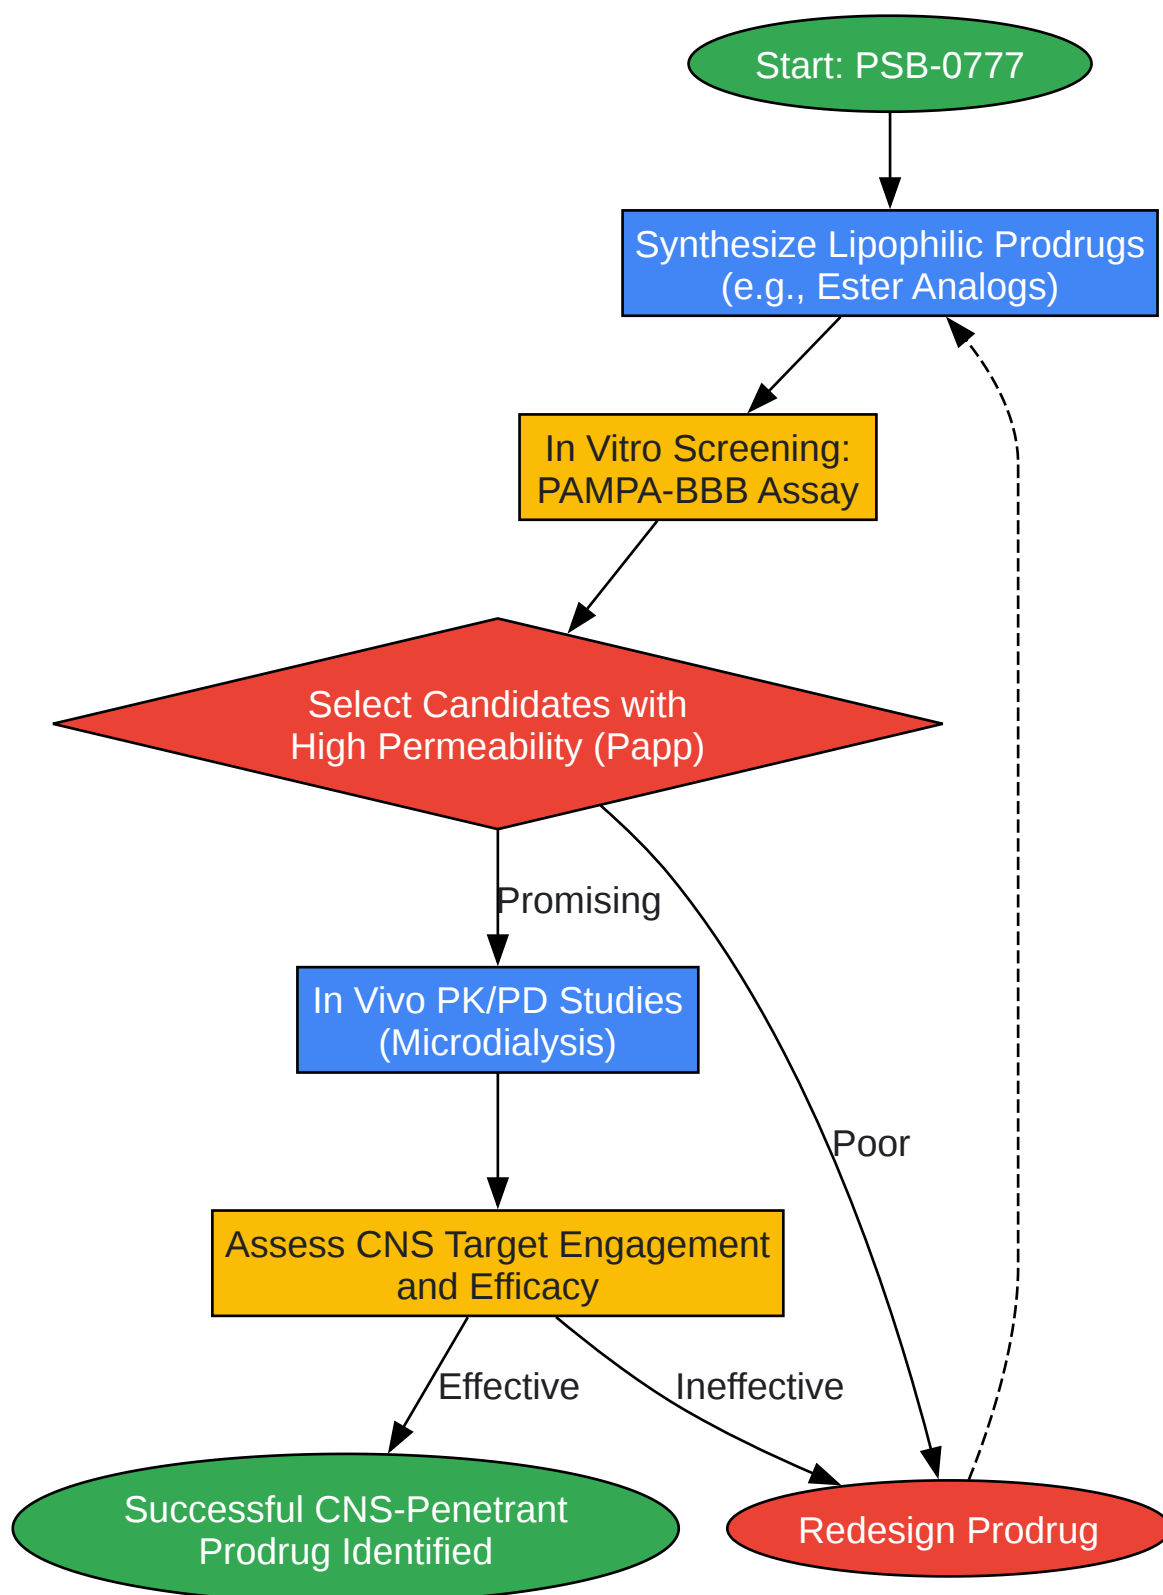 Start: PSB-0777
Synthesize Lipophilic Prodrugs
(e.g., Ester Analogs)
In Vitro Screening:
PAMPA-BBB Assay
Select Candidates with
High Permeability (Papp)
Promising
In Vivo PK/PD Studies
(Microdialysis)
Poor
Assess CNS Target Engagement
and Efficacy
Effective
Ineffective
Successful CNS-Penetrant
Prodrug Identified
Redesign Prodrug